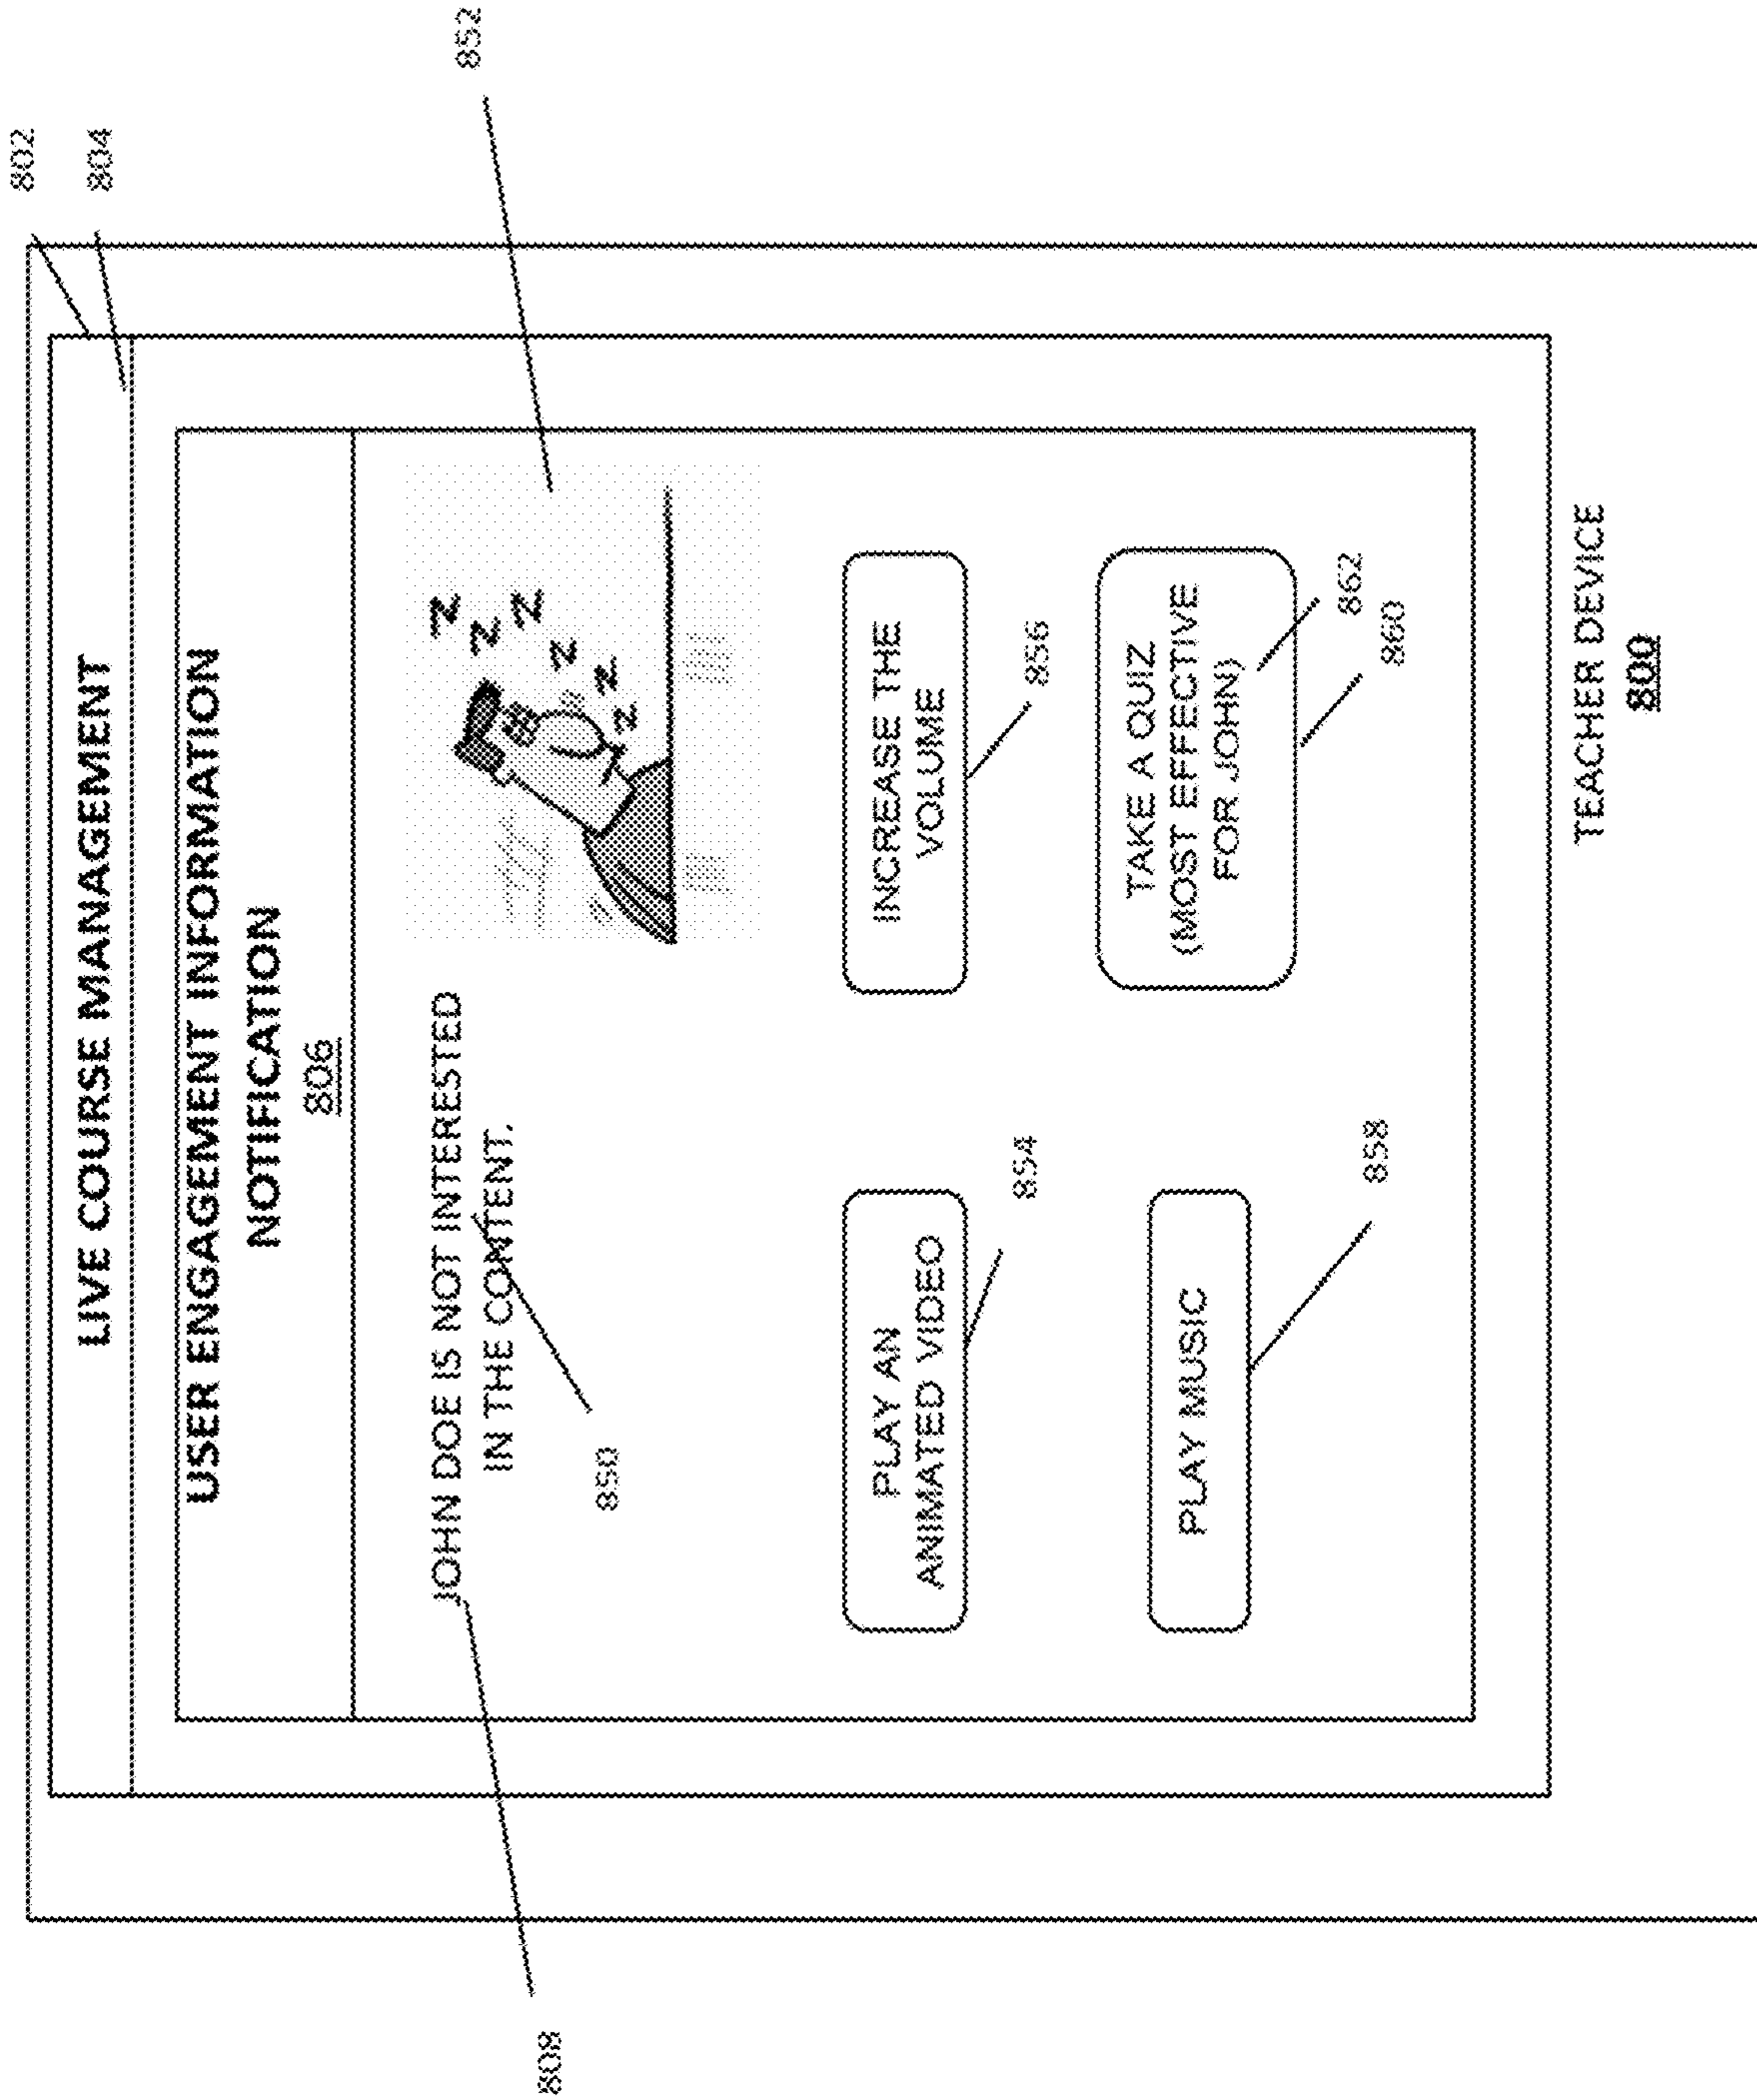 802
804
LIVE COURSE MANAGEMENT
USER ENGAGEMENT INFORMATION
NOTIFICATION
806
808
JOHN DOE IS NOT INTERESTED
IN THE CONTENT.
850
852
Z
Z
Z
Z
Z
Z
PLAY AN
ANIMATED VIDEO
854
INCREASE THE
VOLUME
856
PLAY MUSIC
858
TAKE A QUIZ
(MOST EFFECTIVE
FOR JOHN)
862
860
TEACHER DEVICE
800